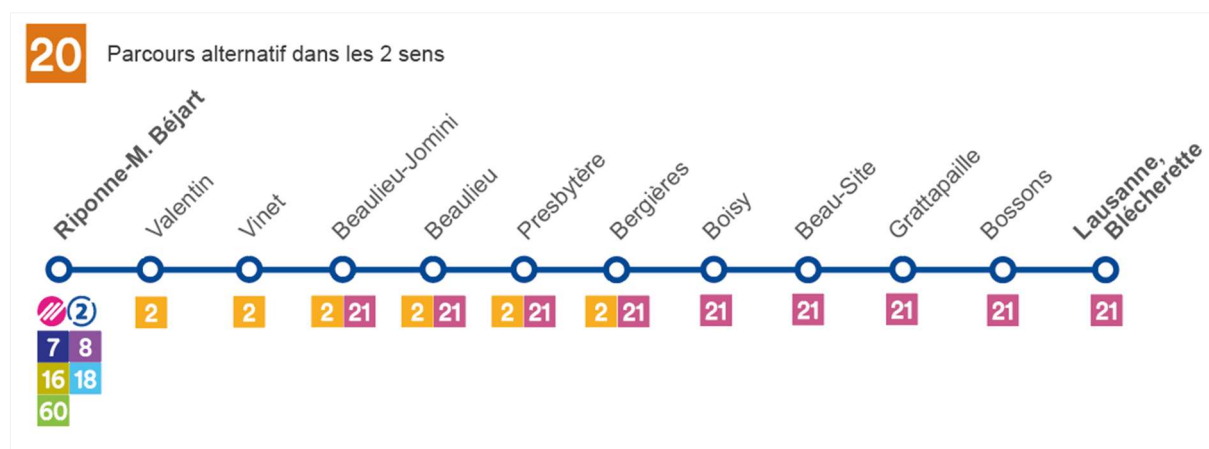 20 Parcours alternatif dans les 2 sens
Riponne-M. Béjart
Valentin
Vinet
Beaulieu-Jomini
Beaulieu
Presbytère
Bergières
Boisy
Beau-Site
Grattapaille
Bossons
Lausanne,
Blécherette
2 2 2 2 21 2 21 2 21 2 21 21 21 21 21 21
7 8
16 18
60